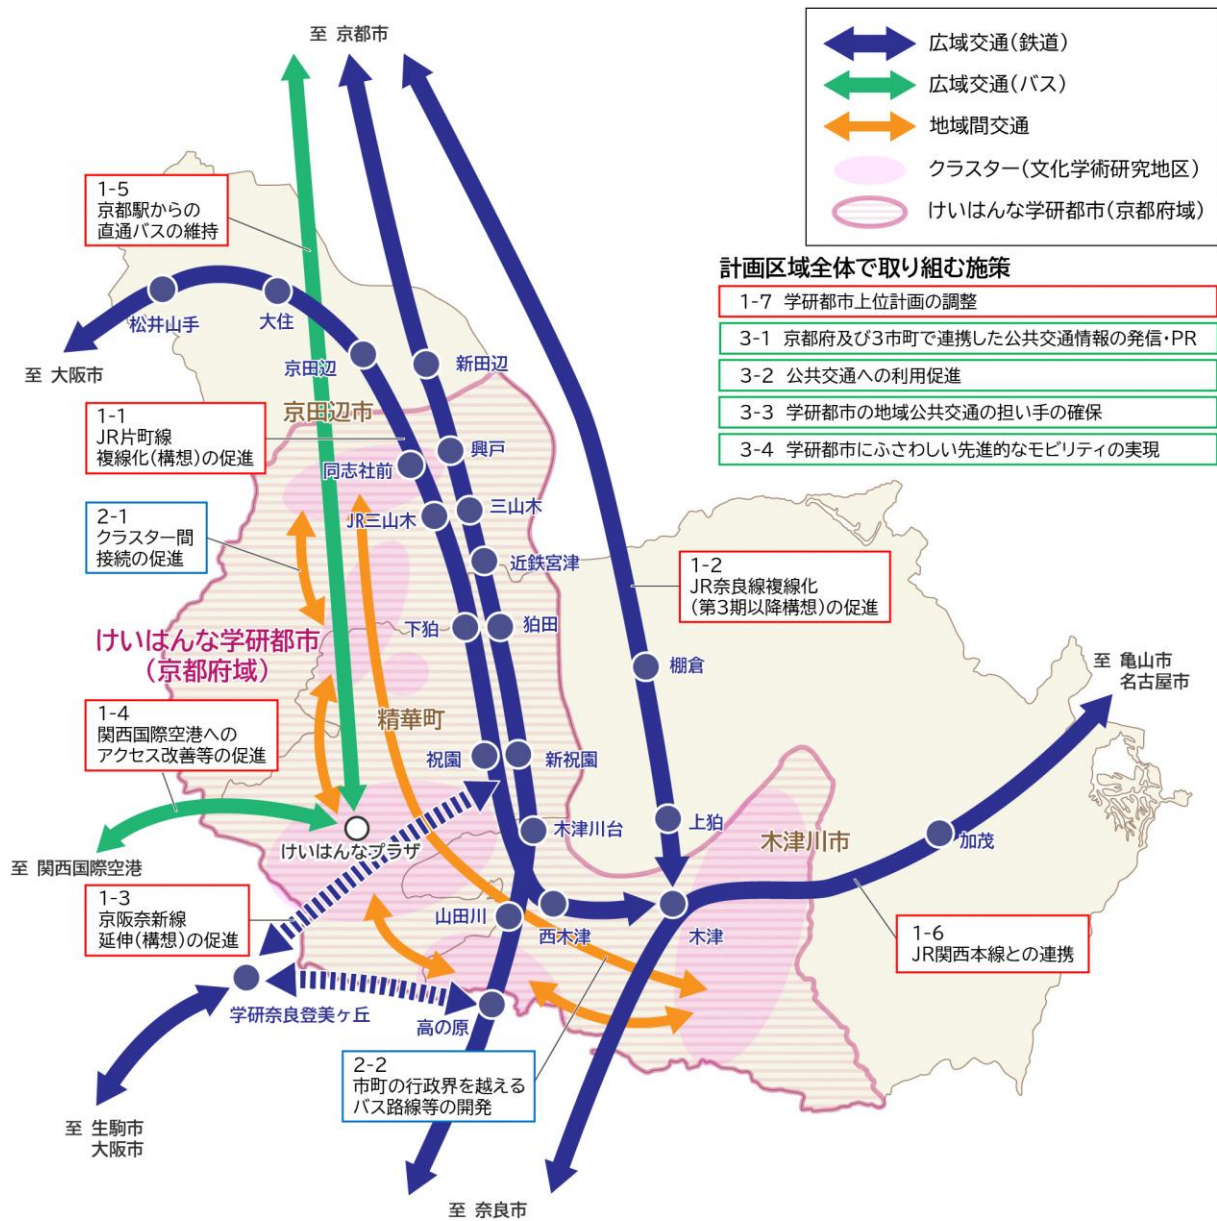 至 京都市
広域交通(鉄道)
広域交通(バス)
地域間交通
クラスター(文化学術研究地区)
けいはんな学研都市(京都府域)
計画区域全体で取り組む施策
1-7 学研都市上位計画の調整
3-1 京都府及び3市町で連携した公共交通情報の発信・PR
3-2 公共交通への利用促進
3-3 学研都市の地域公共交通の担い手の確保
3-4 学研都市にふさわしい先進的なモビリティの実現
1-5
京都駅からの
直通バスの維持
松井山手
大住
京田辺
新田辺
至 大阪市
京田辺市
1-1
JR片町線
複線化(構想)の促進
同志社前
興戸
JR三山木
三山木
2-1
クラスター間
接続の促進
近鉄宮津
1-2
JR奈良線複線化
(第3期以降構想)の促進
けいはんな学研都市
(京都府域)
下狛
狛田
棚倉
至 亀山市
名古屋市
精華町
1-4
関西国際空港への
アクセス改善等の促進
祝園
新祝園
至 関西国際空港
けいはんなプラザ
木津川台
上狛
木津川市
加茂
1-3
京阪奈新線
延伸(構想)の促進
山田川
西木津
木津
1-6
JR関西本線との連携
学研奈良登美ヶ丘
高の原
2-2
市町の行政界を越える
バス路線等の開発
至 生駒市
大阪市
至 奈良市